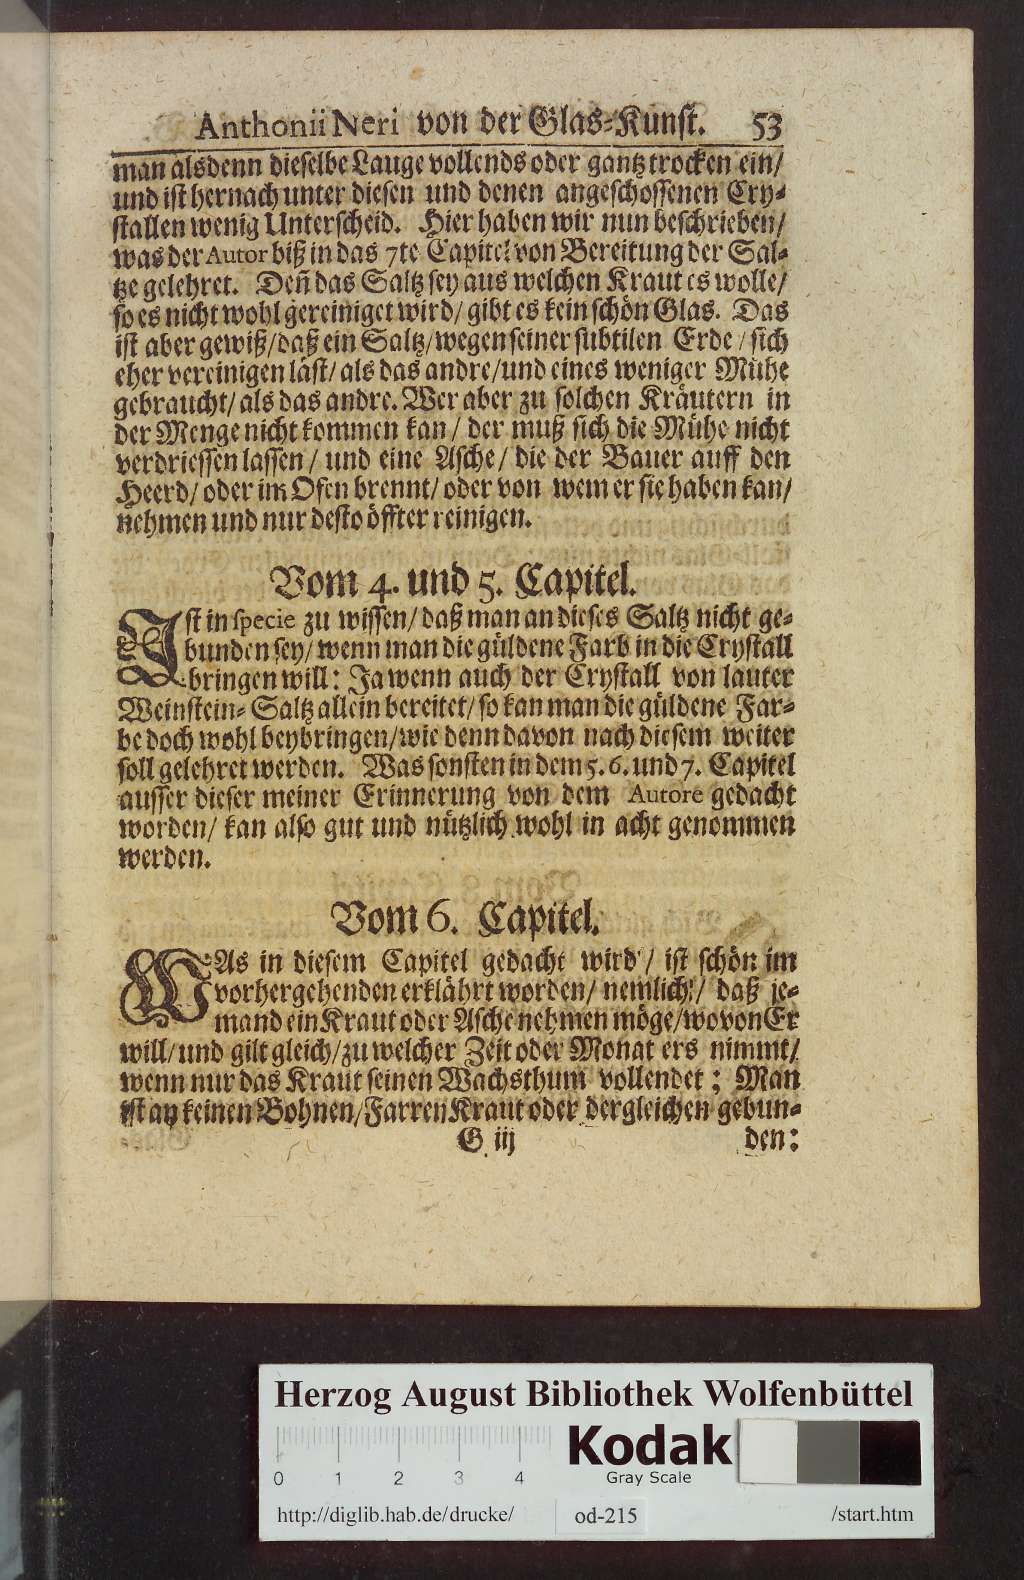 Anthonii Neri von der Glas-Kunst. 53
man alsdenn dieselbe Lauge vollends oder gantz trocken ein/
und ist hernach unter diesen und denen angeschossenen Cry-
stallen wenig Unterscheid. Hier haben wir nun beschrieben/
was der Autor biß in das 7te Capitel von Bereitung der Sal-
tze gelehret. Deñ das Saltz sey aus welchen Kraut es wolle/
so es nicht wohl gereiniget wird/ gibt es kein schön Glas. Das
ist aber gewiß/ daß ein Saltz/ wegen seiner subtilen Erde/ sich
eher vereinigen läst/ als das andre/ und eines weniger Mühe
gebraucht/ als das andre. Wer aber zu solchen Kräutern in
der Menge nicht kommen kan/ der muß sich die Mühe nicht
verdriessen lassen/ und eine Asche/ die der Bauer auff den
Heerd/ oder im Ofen brennt/ oder von wem er sie haben kan/
nehmen und nur desto öffter reinigen.
Vom 4. und 5. Capitel.
Ist in specie zu wissen/ daß man an dieses Saltz nicht ge-
bunden sey/ wenn man die güldene Farb in die Crystall
bringen will: Ja wenn auch der Crystall von lauter
Weinstein-Saltz allein bereitet/ so kan man die güldene Far-
be doch wohl beybringen/ wie denn davon nach diesem weiter
soll gelehret werden. Was sonsten in dem 5. 6. und 7. Capitel
ausser dieser meiner Erinnerung von dem Autore gedacht
worden/ kan also gut und nützlich wohl in acht genommen
werden.
Vom 6. Capitel.
WAs in diesem Capitel gedacht wird/ ist schön im
vorhergehenden erklährt worden/ nemlich/ daß je-
mand ein Kraut oder Asche nehmen möge/ wovon Er
will/ und gilt gleich/ zu welcher Zeit oder Monat ers nimmt/
wenn nur das Kraut seinen Wachsthum vollendet; Man
ist an keinen Bohnen/ Farren Kraut oder dergleichen gebun-
G iij den:
Herzog August Bibliothek Wolfenbüttel
Kodak
Gray Scale
0 1 2 3 4
http://diglib.hab.de/drucke/ od-215 /start.htm